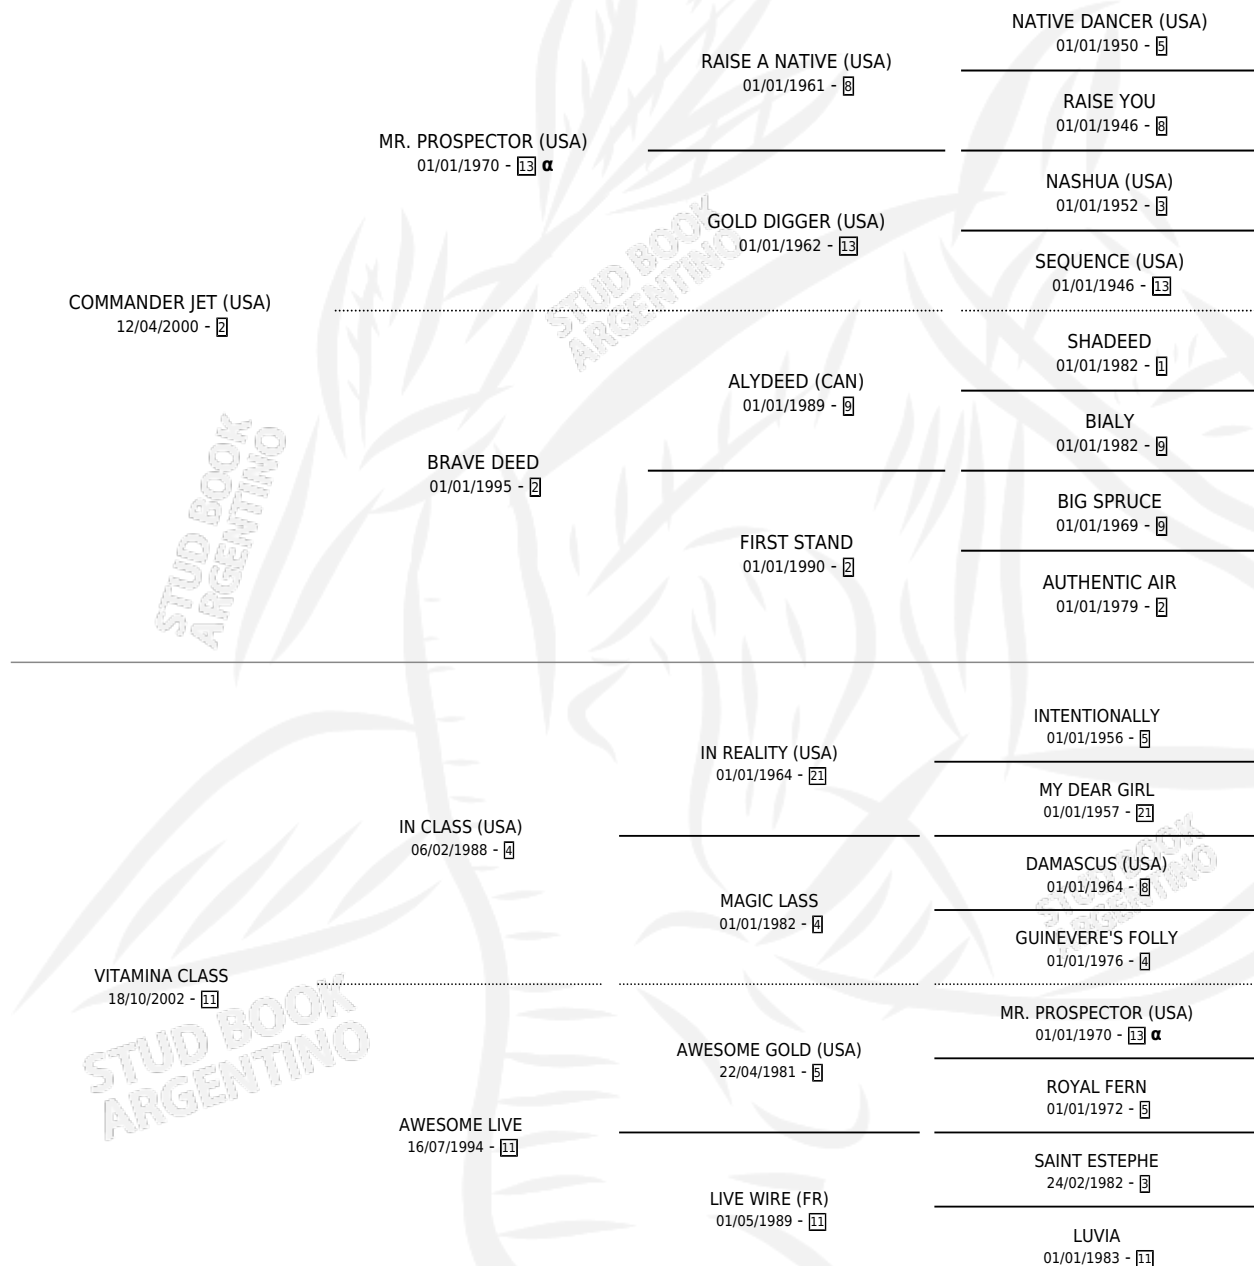 NATIVE DANCER (USA)
01/01/1950 - 5
RAISE A NATIVE (USA)
01/01/1961 - 8
RAISE YOU
01/01/1946 - 8
MR. PROSPECTOR (USA)
01/01/1970 - 13 α
NASHUA (USA)
01/01/1952 - 3
GOLD DIGGER (USA)
01/01/1962 - 13
SEQUENCE (USA)
01/01/1946 - 13
COMMANDER JET (USA)
12/04/2000 - 2
SHADEED
01/01/1982 - 1
ALYDEED (CAN)
01/01/1989 - 9
BIALY
01/01/1982 - 9
BRAVE DEED
01/01/1995 - 2
BIG SPRUCE
01/01/1969 - 9
FIRST STAND
01/01/1990 - 2
AUTHENTIC AIR
01/01/1979 - 2
INTENTIONALLY
01/01/1956 - 5
IN REALITY (USA)
01/01/1964 - 21
MY DEAR GIRL
01/01/1957 - 21
IN CLASS (USA)
06/02/1988 - 4
DAMASCUS (USA)
01/01/1964 - 8
MAGIC LASS
01/01/1982 - 4
GUINEVERE'S FOLLY
01/01/1976 - 4
VITAMINA CLASS
18/10/2002 - 11
MR. PROSPECTOR (USA)
01/01/1970 - 13 α
AWESOME GOLD (USA)
22/04/1981 - 5
ROYAL FERN
01/01/1972 - 5
AWESOME LIVE
16/07/1994 - 11
SAINT ESTEPHE
24/02/1982 - 3
LIVE WIRE (FR)
01/05/1989 - 11
LUVIA
01/01/1983 - 11
STUD BOOK
ARGENTINO
STUD BOOK
ARGENTINO
STUD BOOK
ARGENTINO
STUD BOOK
ARGENTINO